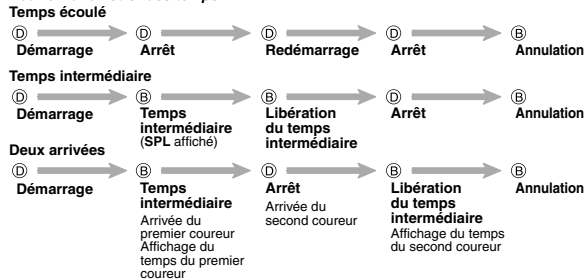 Temps écoulé
D D D D B
Démarrage Arrêt Redémarrage Arrêt Annulation
Temps intermédiaire
D B B D B
Démarrage Temps intermédiaire (SPL affiché) Libération du temps intermédiaire Arrêt Annulation
Deux arrivées
D B D B B
Démarrage Temps intermédiaire Arrêt Libération du temps intermédiaire Annulation
Arrivée du premier coureur
Affichage du temps du premier coureur
Arrivée du second coureur
Affichage du temps du second coureur